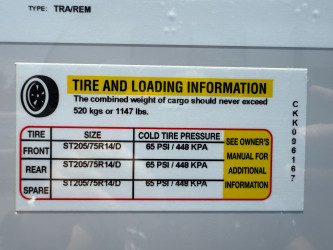 TYPE: TRA/REM
TIRE AND LOADING INFORMATION
The combined weight of cargo should never exceed
520 kgs or 1147 lbs.
TIRE SIZE COLD TIRE PRESSURE
FRONT ST205/75R14/D 65 PSI / 448 KPA
REAR ST205/75R14/D 65 PSI / 448 KPA
SPARE ST205/75R14/D 65 PSI / 448 KPA
SEE OWNER'S
MANUAL FOR
ADDITIONAL
INFORMATION
CKK096167